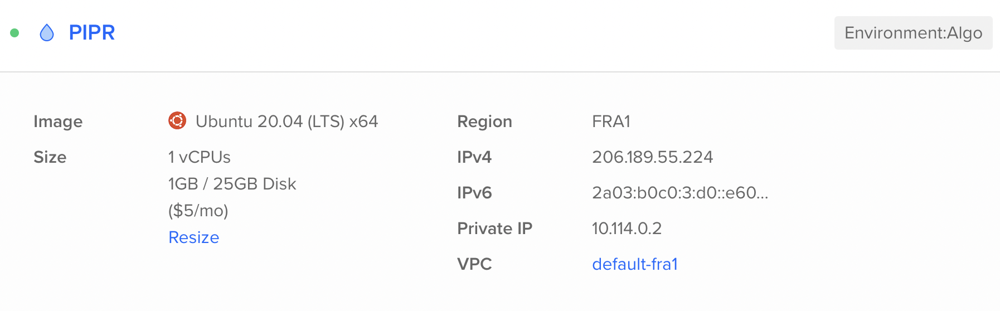 PIPR
Environment:Algo
Image
Ubuntu 20.04 (LTS) x64
Size
1 vCPUs
1GB / 25GB Disk
($5/mo)
Resize
Region
FRA1
IPv4
206.189.55.224
IPv6
2a03:b0c0:3:d0::e60...
Private IP
10.114.0.2
VPC
default-fra1